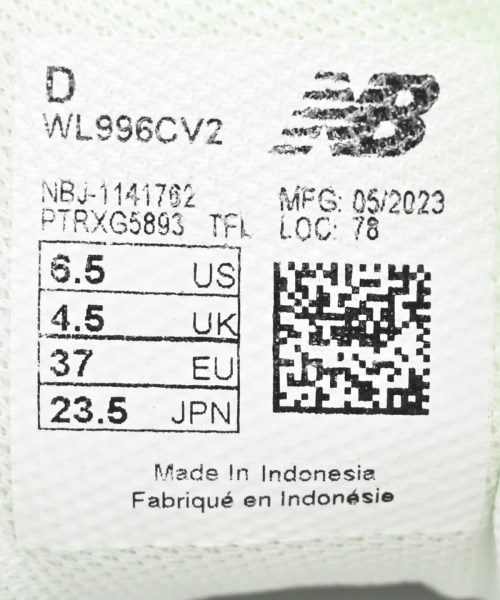 D
WL996CV2
NB
NBJ-1141762
PTRXG5893 TFL
MFG: 05/2023
LOC: 78
6.5 US
4.5 UK
37 EU
23.5 JPN
Made In Indonesia
Fabriqué en Indonésie